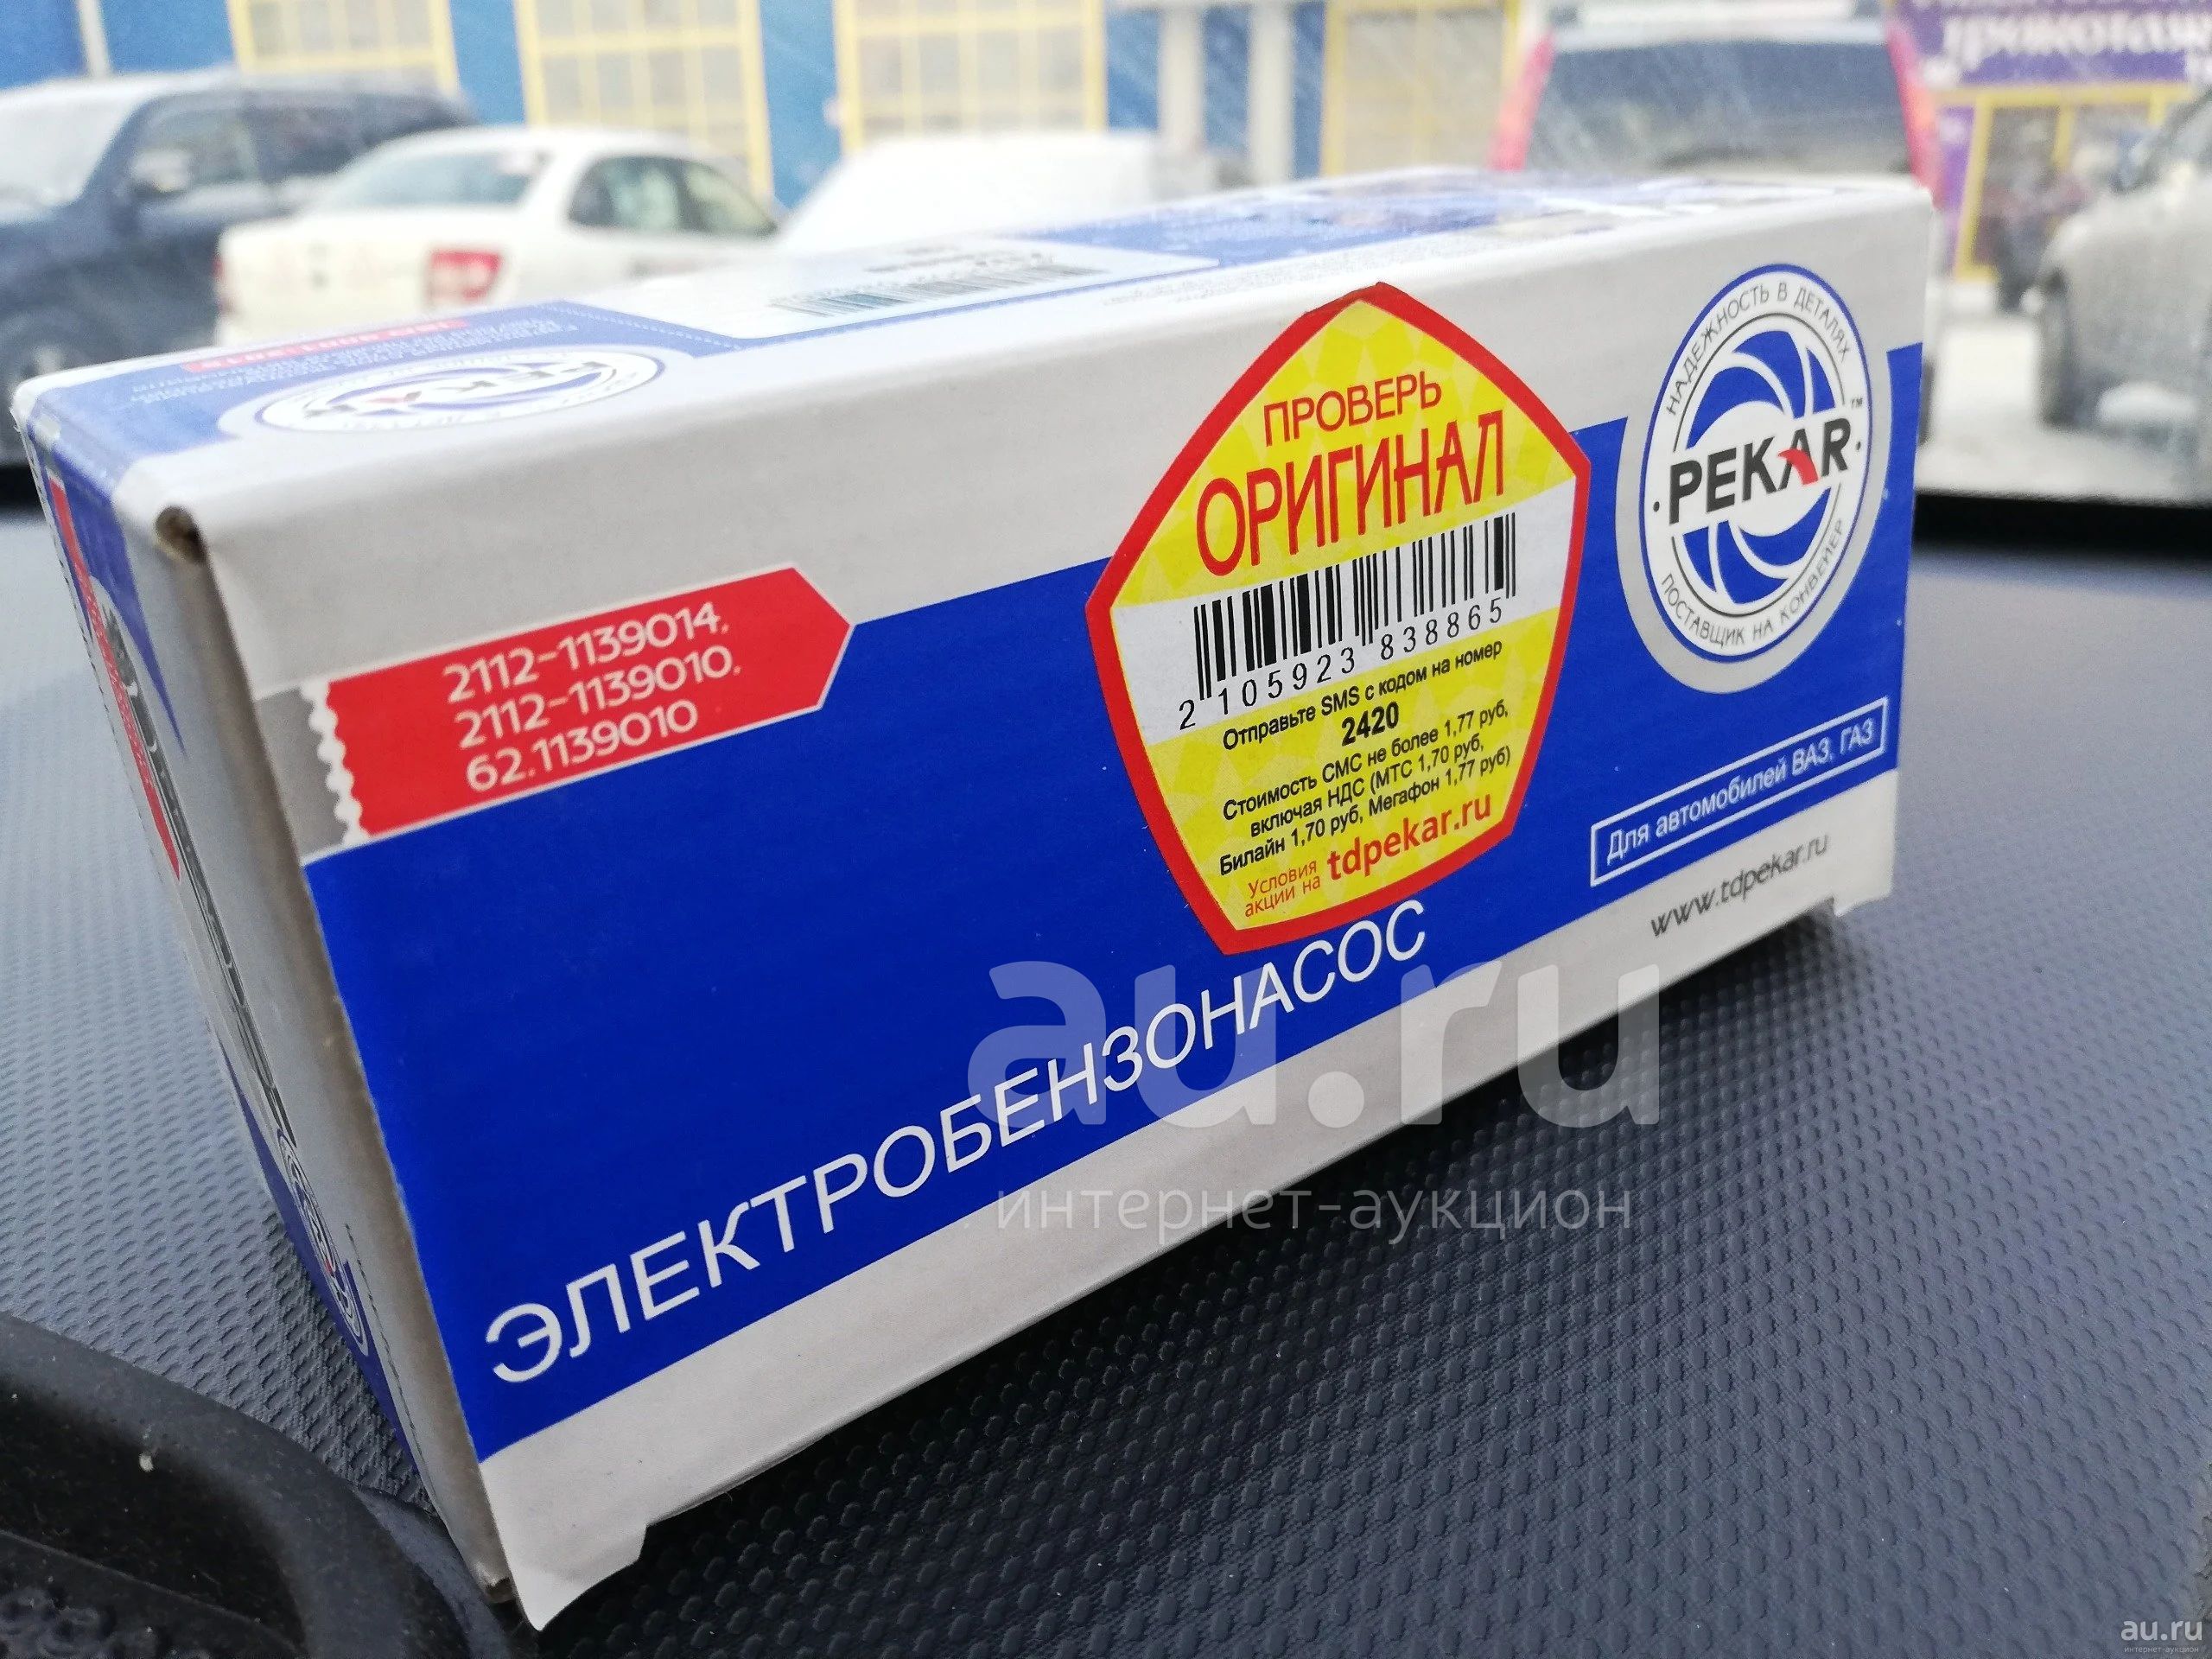 2112-1139014,
2112-1139010,
62.1139010
ПРОВЕРЬ
ОРИГИНАЛ
2 105923 838865
Отправьте SMS с кодом на номер
2420
Стоимость СМС не более 1,77 руб,
включая НДС (МТС 1,70 руб,
Билайн 1,70 руб, Мегафон 1,77 руб)
Условия
акции на tdpekar.ru
НАДЕЖНОСТЬ В ДЕТАЛЯХ
PEKAR™
ПОСТАВЩИК НА КОНВЕЙЕР
Для автомобилей ВАЗ, ГАЗ
www.tdpekar.ru
ЭЛЕКТРОБЕНЗОНАСОС
au.ru
интернет-аукцион
au.ru
интернет-аукцион